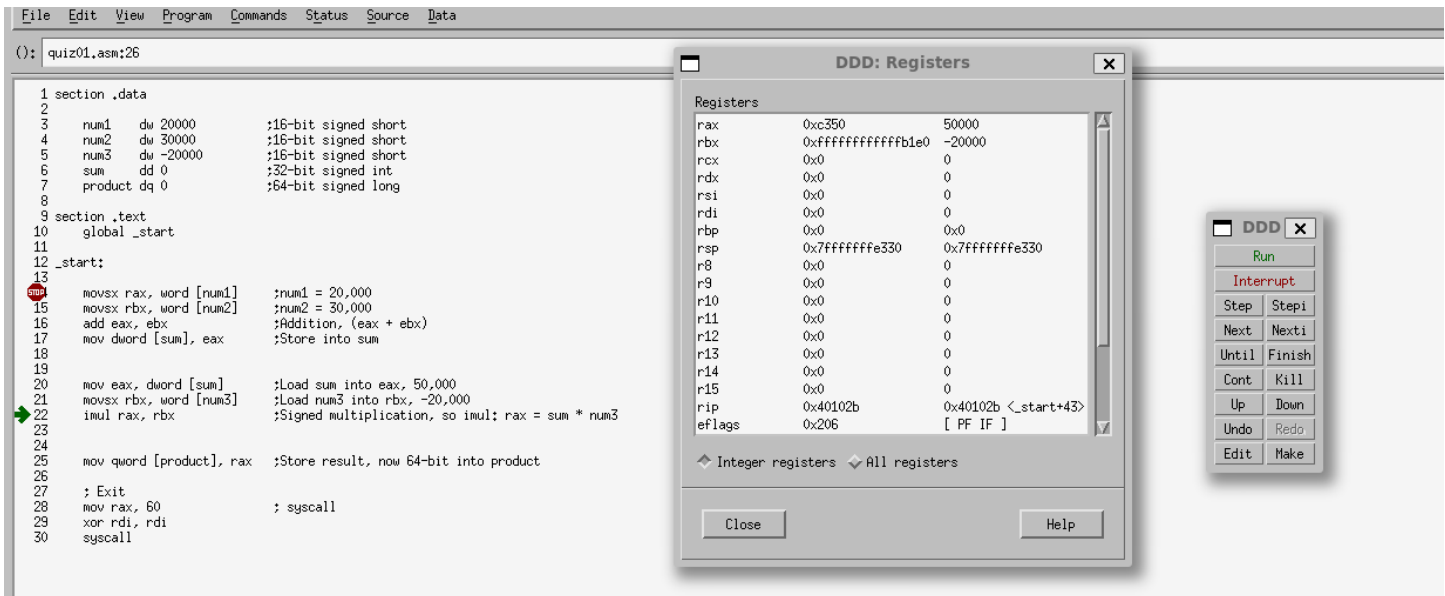 File Edit View Program Commands Status Source Data
(): quiz01.asm:26
1 section .data
2
3 num1 dw 20000 ;16-bit signed short
4 num2 dw 30000 ;16-bit signed short
5 num3 dw -20000 ;16-bit signed short
6 sum dd 0 ;32-bit signed int
7 product dq 0 ;64-bit signed long
8
9 section .text
10 global _start
11
12 _start:
13
STOP movsx rax, word [num1] ;num1 = 20,000
15 movsx rbx, word [num2] ;num2 = 30,000
16 add eax, ebx ;Addition, (eax + ebx)
17 mov dword [sum], eax ;Store into sum
18
19
20 mov eax, dword [sum] ;Load sum into eax, 50,000
21 movsx rbx, word [num3] ;Load num3 into rbx, -20,000
22 imul rax, rbx ;Signed multiplication, so imul: rax = sum * num3
23
24
25 mov qword [product], rax ;Store result, now 64-bit into product
26
27 ; Exit
28 mov rax, 60 ; syscall
29 xor rdi, rdi
30 syscall
DDD: Registers
Registers
rax 0xc350 50000
rbx 0xffffffffffffb1e0 -20000
rcx 0x0 0
rdx 0x0 0
rsi 0x0 0
rdi 0x0 0
rbp 0x0 0x0
rsp 0x7fffffffe330 0x7fffffffe330
r8 0x0 0
r9 0x0 0
r10 0x0 0
r11 0x0 0
r12 0x0 0
r13 0x0 0
r14 0x0 0
r15 0x0 0
rip 0x40102b 0x40102b <_start+43>
eflags 0x206 [ PF IF ]
Integer registers All registers
Close Help
DDD
Run
Interrupt
Step Stepi
Next Nexti
Until Finish
Cont Kill
Up Down
Undo Redo
Edit Make